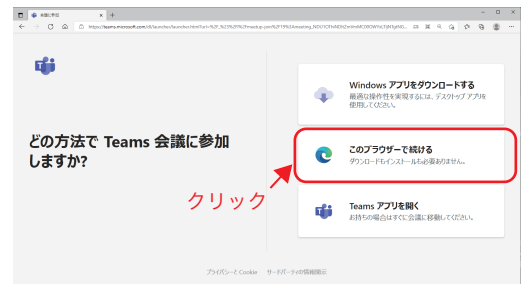 会議に参加
どの方法で Teams 会議に参加
しますか?
Windows アプリをダウンロードする
最適な操作性を実現するには、デスクトップ アプリを
使用してください。
このブラウザーで続ける
ダウンロードもインストールも必要ありません。
クリック
Teams アプリを開く
お持ちの場合はすぐに会議に移動してください。
プライバシーと Cookie サードパーティの情報開示